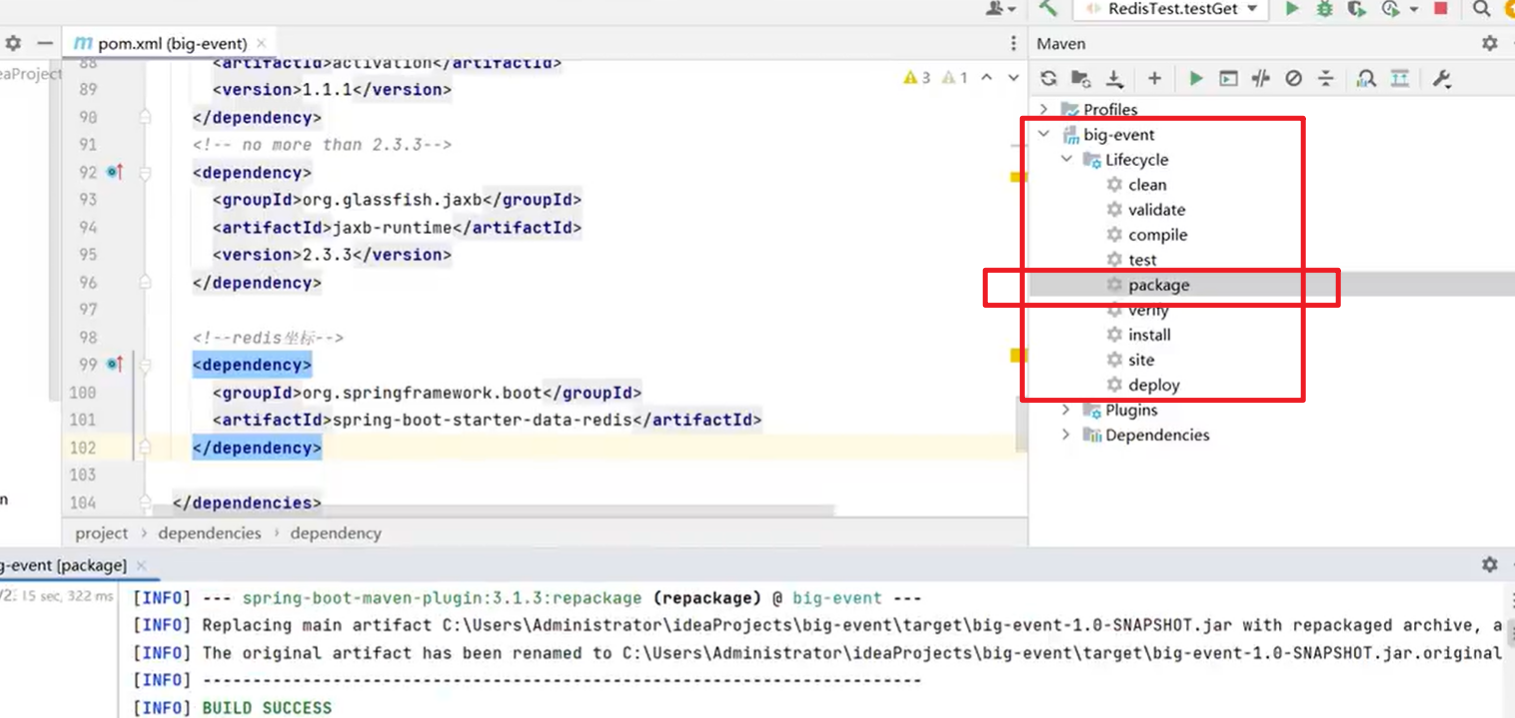 RedisTest.testGet
pom.xml (big-event)
Maven
eaProject
3 1
88 <artifactId>activation</artifactId>
89 <version>1.1.1</version>
90 </dependency>
91 <!-- no more than 2.3.3-->
92 <dependency>
93 <groupId>org.glassfish.jaxb</groupId>
94 <artifactId>jaxb-runtime</artifactId>
95 <version>2.3.3</version>
96 </dependency>
97
98 <!--redis坐标-->
99 <dependency>
100 <groupId>org.springframework.boot</groupId>
101 <artifactId>spring-boot-starter-data-redis</artifactId>
102 </dependency>
103
104 </dependencies>
n
project › dependencies › dependency
Profiles
big-event
Lifecycle
clean
validate
compile
test
package
verify
install
site
deploy
Plugins
Dependencies
g-event [package]
15 sec, 322 ms
[INFO] --- spring-boot-maven-plugin:3.1.3:repackage (repackage) @ big-event ---
[INFO] Replacing main artifact C:\Users\Administrator\ideaProjects\big-event\target\big-event-1.0-SNAPSHOT.jar with repackaged archive, a
[INFO] The original artifact has been renamed to C:\Users\Administrator\ideaProjects\big-event\target\big-event-1.0-SNAPSHOT.jar.original
[INFO] ------------------------------------------------------------------------
[INFO] BUILD SUCCESS